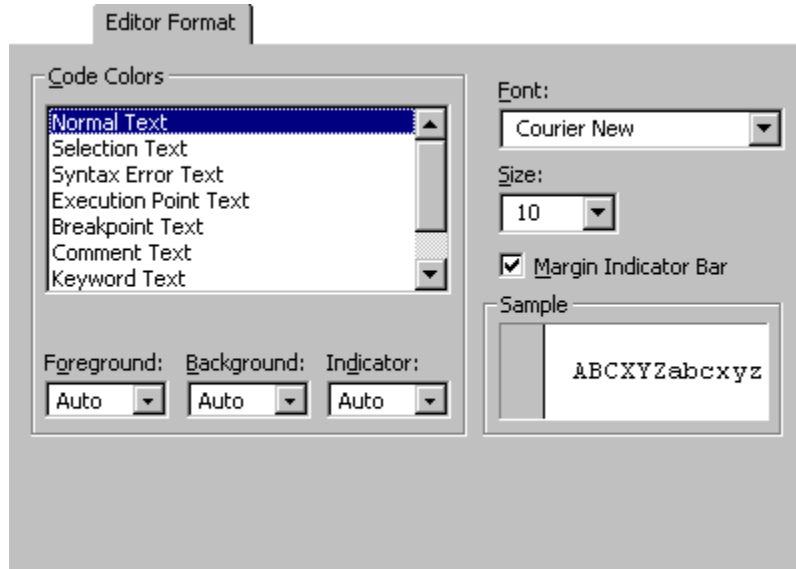 Editor Format
Code Colors
Normal Text
Selection Text
Syntax Error Text
Execution Point Text
Breakpoint Text
Comment Text
Keyword Text
Foreground: Background: Indicator:
Auto Auto Auto
Font:
Courier New
Size:
10
Margin Indicator Bar
Sample
ABCXYZabcxyz